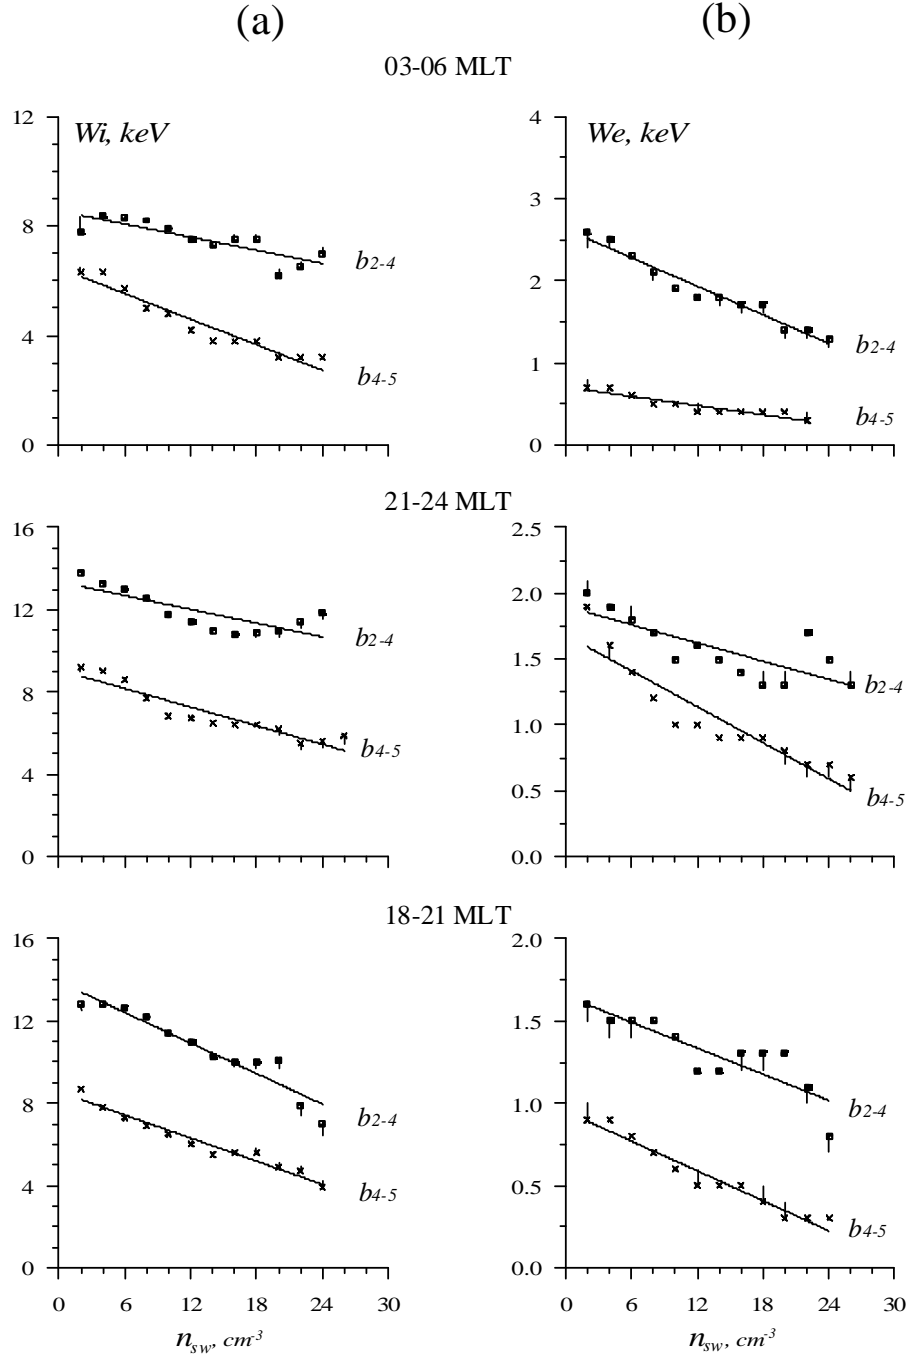 (a) (b)
03-06 MLT
Wi, keV
12
8
4
0
b2-4
b4-5
We, keV
4
3
2
1
0
b2-4
b4-5
21-24 MLT
16
12
8
4
0
b2-4
b4-5
2.5
2.0
1.5
1.0
0.5
0.0
b2-4
b4-5
18-21 MLT
16
12
8
4
0
b2-4
b4-5
0 6 12 18 24 30
nsw, cm-3
2.0
1.5
1.0
0.5
0.0
b2-4
b4-5
0 6 12 18 24 30
nsw, cm-3